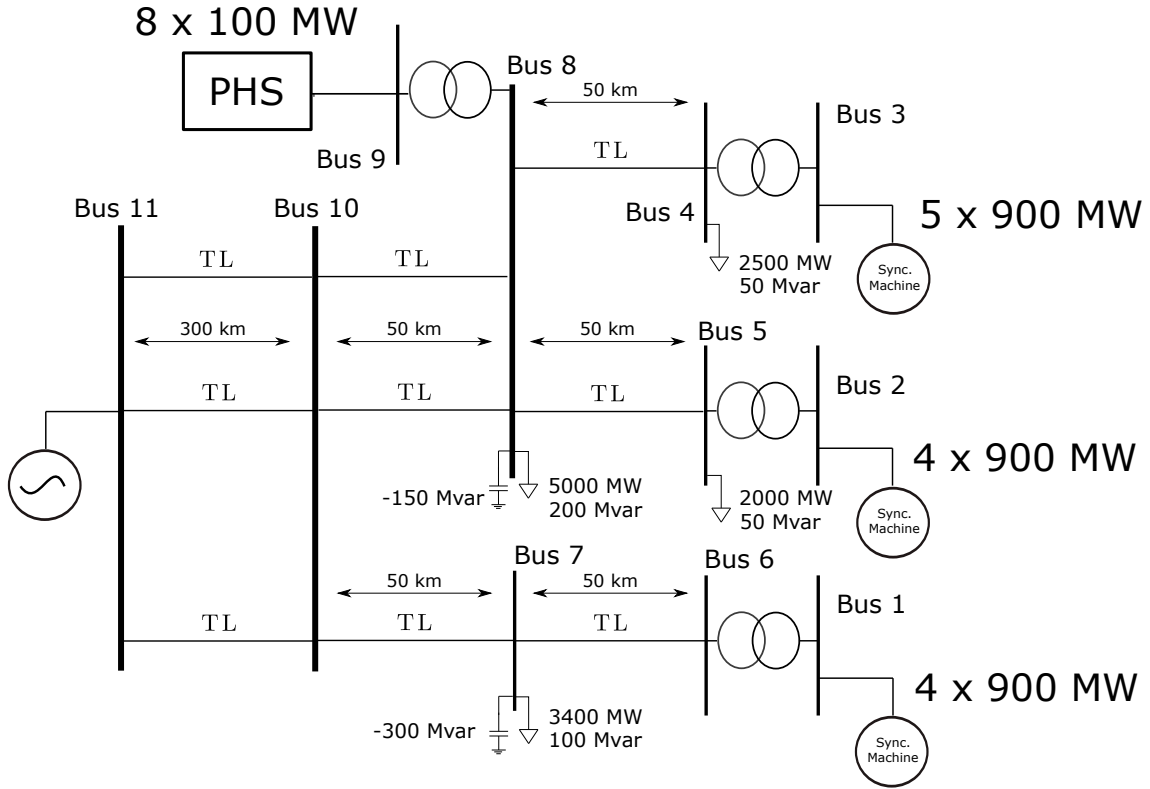 8 x 100 MW
PHS
Bus 9
Bus 8
50 km
TL
Bus 3
Bus 4
2500 MW
50 Mvar
5 x 900 MW
Sync.
Machine
Bus 11
Bus 10
TL
TL
300 km
50 km
50 km
Bus 5
TL
TL
TL
Bus 2
4 x 900 MW
-150 Mvar
5000 MW
200 Mvar
2000 MW
50 Mvar
Sync.
Machine
Bus 7
Bus 6
50 km
50 km
Bus 1
TL
TL
TL
4 x 900 MW
-300 Mvar
3400 MW
100 Mvar
Sync.
Machine